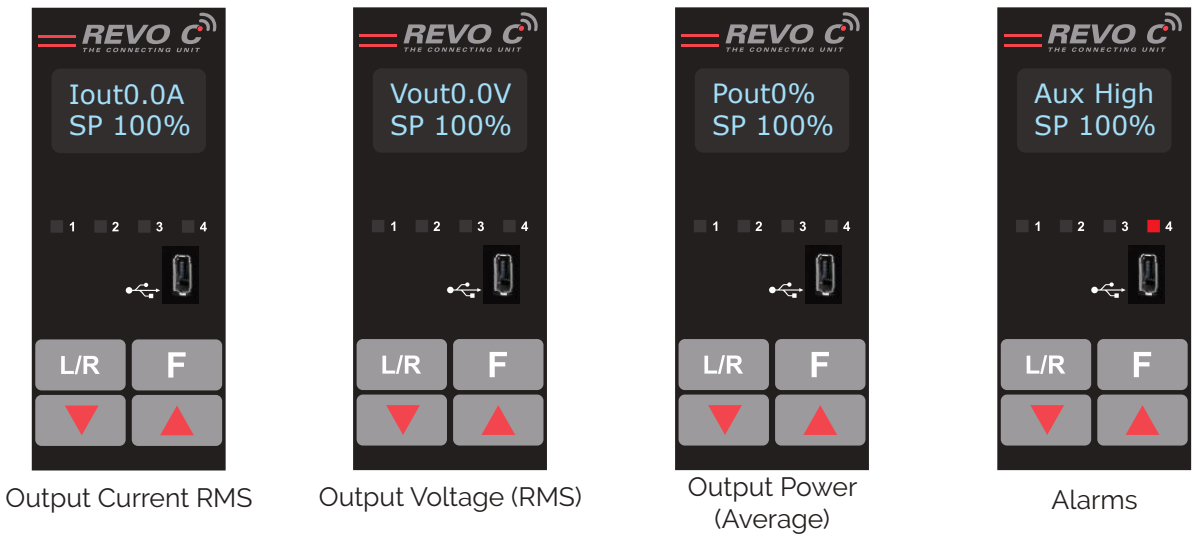 REVO C
THE CONNECTING UNIT
Iout0.0A
SP 100%
1 2 3 4
L/R F
Output Current RMS
REVO C
THE CONNECTING UNIT
Vout0.0V
SP 100%
1 2 3 4
L/R F
Output Voltage (RMS)
REVO C
THE CONNECTING UNIT
Pout0%
SP 100%
1 2 3 4
L/R F
Output Power
(Average)
REVO C
THE CONNECTING UNIT
Aux High
SP 100%
1 2 3 4
L/R F
Alarms